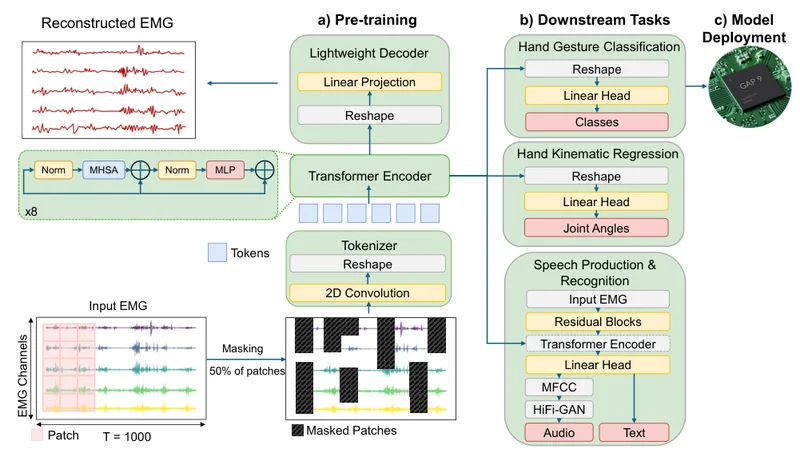 Reconstructed EMG
a) Pre-training
Lightweight Decoder
Linear Projection
Reshape
Norm
MHSA
Norm
MLP
x8
Transformer Encoder
Tokens
Tokenizer
Reshape
2D Convolution
Input EMG
EMG Channels
Patch
T = 1000
Masking
50% of patches
Masked Patches
b) Downstream Tasks
Hand Gesture Classification
Reshape
Linear Head
Classes
Hand Kinematic Regression
Reshape
Linear Head
Joint Angles
Speech Production &
Recognition
Input EMG
Residual Blocks
Transformer Encoder
Linear Head
MFCC
HiFi-GAN
Audio
Text
c) Model
Deployment
GAP 9